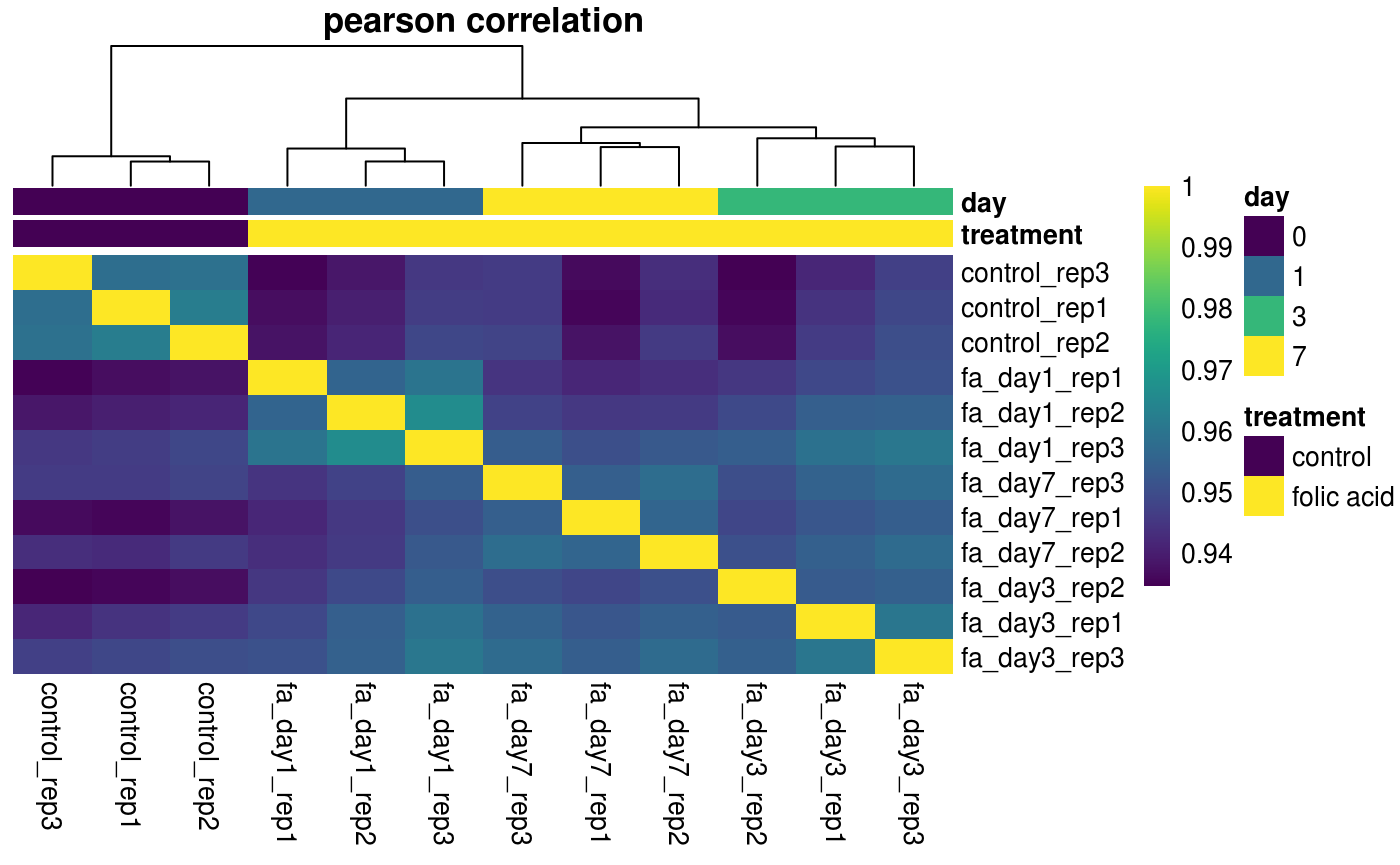 pearson correlation
day
treatment
control_rep3
control_rep1
control_rep2
fa_day1_rep1
fa_day1_rep2
fa_day1_rep3
fa_day7_rep3
fa_day7_rep1
fa_day7_rep2
fa_day3_rep2
fa_day3_rep1
fa_day3_rep3
control_rep3
control_rep1
control_rep2
fa_day1_rep1
fa_day1_rep2
fa_day1_rep3
fa_day7_rep3
fa_day7_rep1
fa_day7_rep2
fa_day3_rep2
fa_day3_rep1
fa_day3_rep3
1
0.99
0.98
0.97
0.96
0.95
0.94
day
0
1
3
7
treatment
control
folic acid